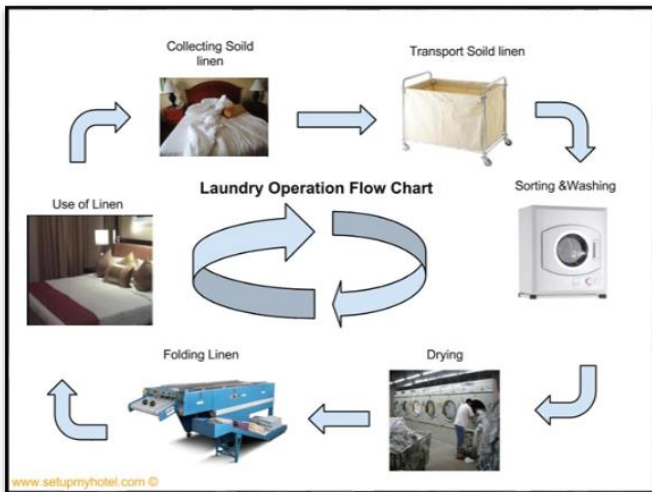 Collecting Soild
linen
Transport Soild linen
Laundry Operation Flow Chart
Sorting &Washing
Use of Linen
Folding Linen
Drying
www.setupmyhotel.com ©